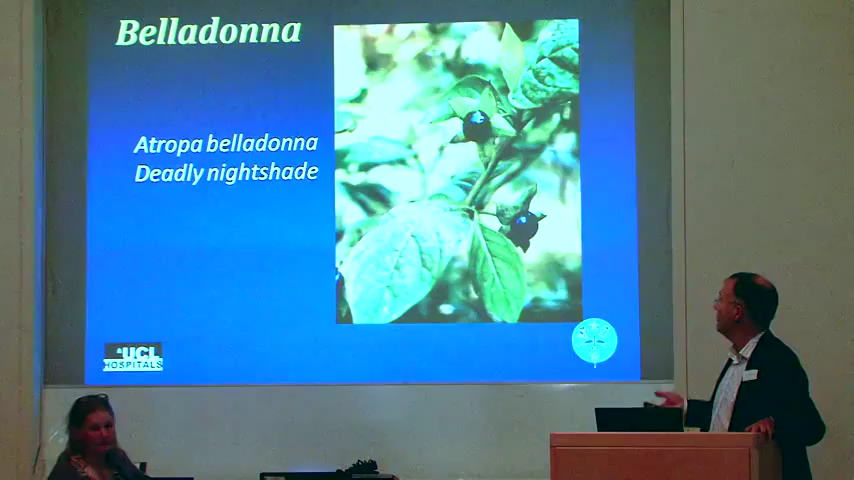 Belladonna
Atropa belladonna
Deadly nightshade
UCL
HOSPITALS